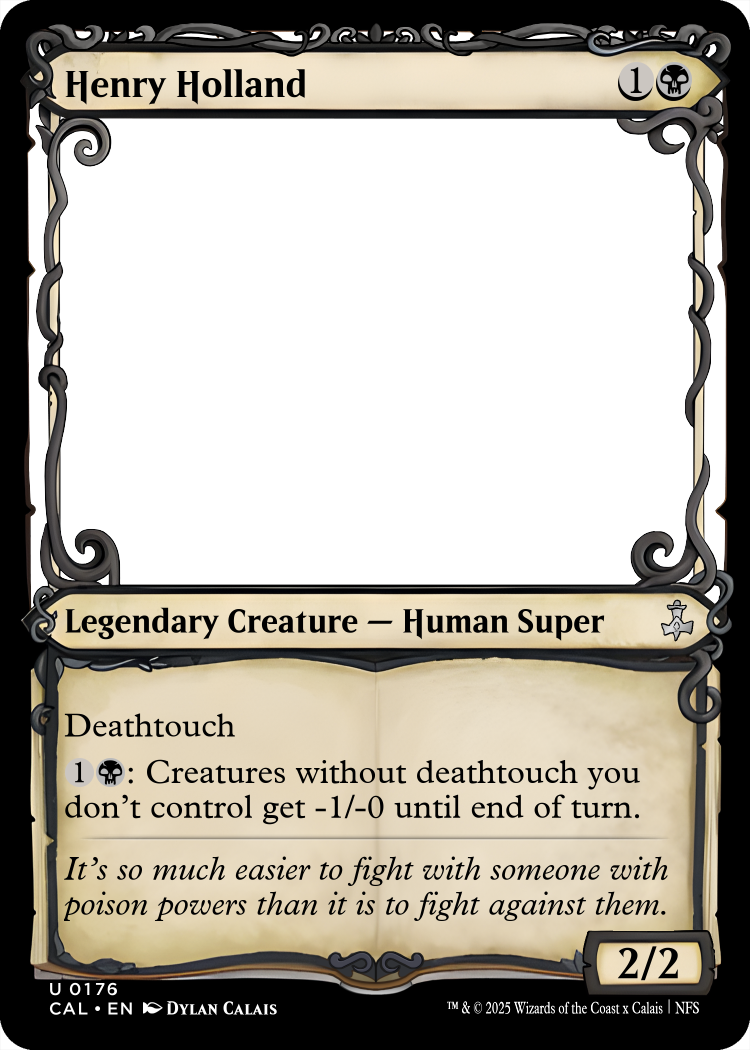 Henry Holland 1
Legendary Creature — Human Super
Deathtouch
1: Creatures without deathtouch you
don’t control get -1/-0 until end of turn.
It’s so much easier to fight with someone with
poison powers than it is to fight against them.
2/2
U 0176
CAL • EN Dylan Calais
™ & © 2025 Wizards of the Coast x Calais | NFS